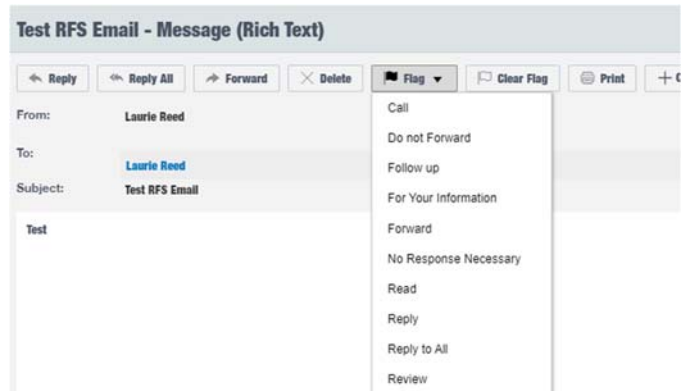 Test RFS Email - Message (Rich Text)
Reply Reply All Forward Delete Flag Clear Flag Print
From: Laurie Reed
To:
Laurie Reed
Subject: Test RFS Email
Test
Call
Do not Forward
Follow up
For Your Information
Forward
No Response Necessary
Read
Reply
Reply to All
Review